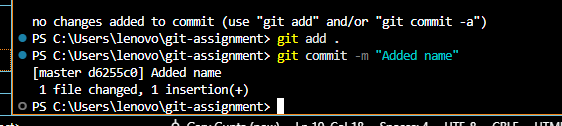 no changes added to commit (use "git add" and/or "git commit -a")
PS C:\Users\lenovo\git-assignment> git add .
PS C:\Users\lenovo\git-assignment> git commit -m "Added name"
[master d6255c0] Added name
 1 file changed, 1 insertion(+)
PS C:\Users\lenovo\git-assignment>